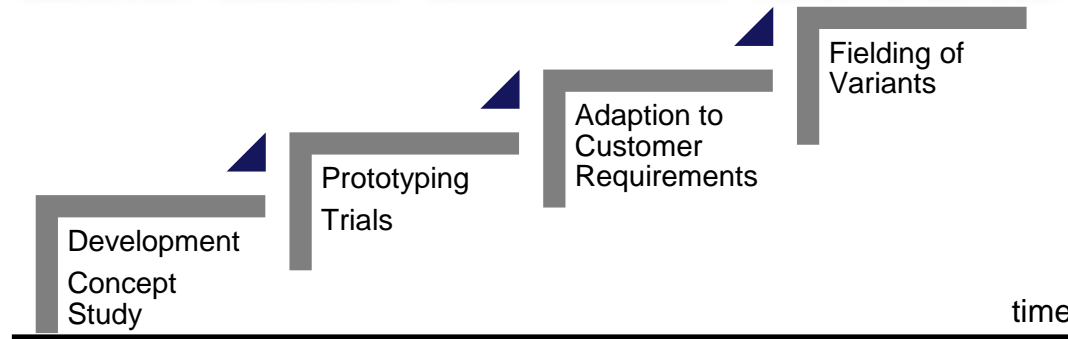 Development
Concept
Study
Prototyping
Trials
Adaption to
Customer
Requirements
Fielding of
Variants
time